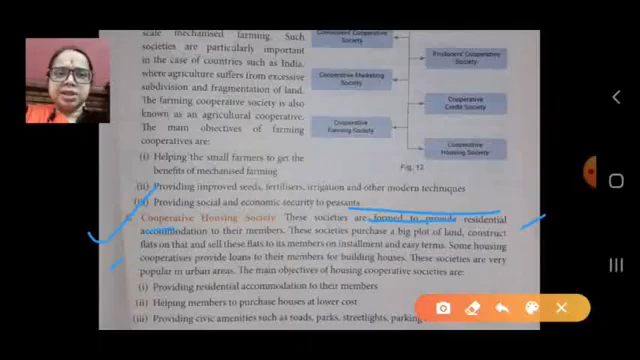 scale mechanised farming. Such
societies are particularly important
in the case of countries such as India,
where agriculture suffers from excessive
subdivision and fragmentation of land.
The farming cooperative society is also
known as an agricultural cooperative.
The main objectives of farming
cooperatives are:
(i) Helping the small farmers to get the
benefits of mechanised farming
(ii) Providing improved seeds, fertilisers, irrigation and other modern techniques
(iii) Providing social and economic security to peasants
Cooperative Housing Society These societies are formed to provide residential
accommodation to their members. These societies purchase a big plot of land, construct
flats on that and sell these flats to its members on installment and easy terms. Some housing
cooperatives provide loans to their members for building houses. These societies are very
popular in urban areas. The main objectives of housing cooperative societies are:
(i) Providing residential accommodation to their members
(ii) Helping members to purchase houses at lower cost
(iii) Providing civic amenities such as roads, parks, streetlights, parking
Society
Producers' Cooperative
Society
Cooperative Marketing
Society
Cooperative
Credit Society
Cooperative
Farming Society
Cooperative
Housing Society
Fig. 12